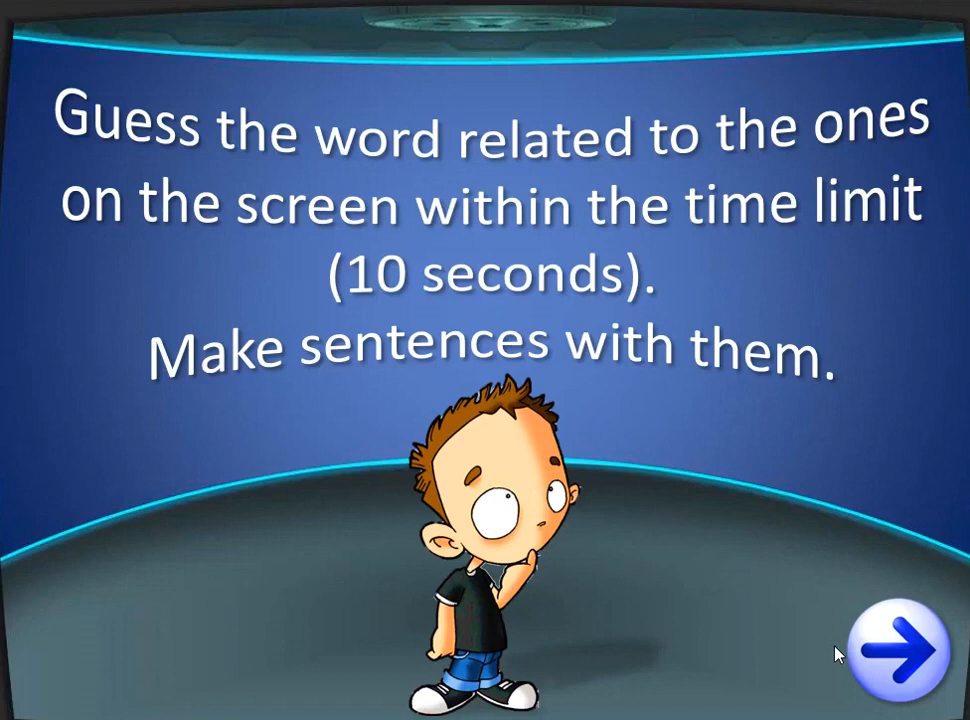 Guess the word related to the ones
on the screen within the time limit
(10 seconds).
Make sentences with them.